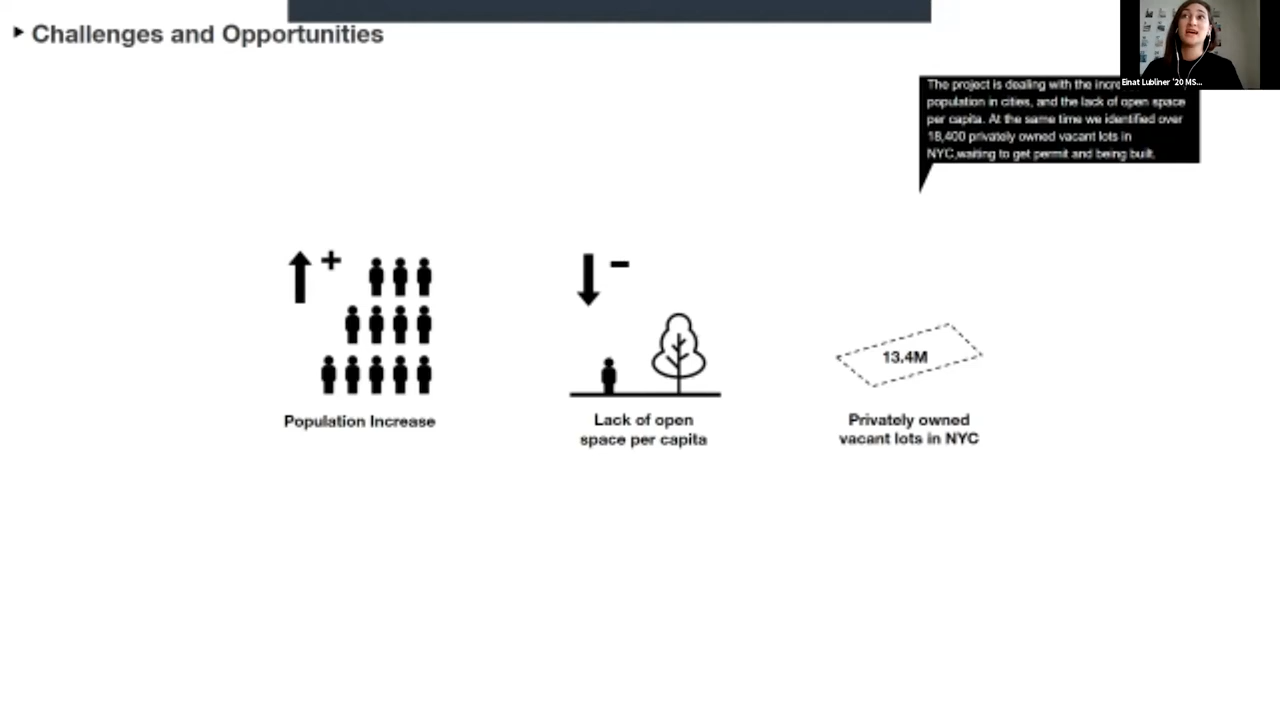 Challenges and Opportunities
Einat Lubliner '20 MS...
The project is dealing with the
population in cities, and the lack of open space
per capita. At the same time we identified over
18,400 privately owned vacant lots in
NYC,waiting to get permit and being built.
+
-
13.4M
Population Increase
Lack of open
space per capita
Privately owned
vacant lots in NYC